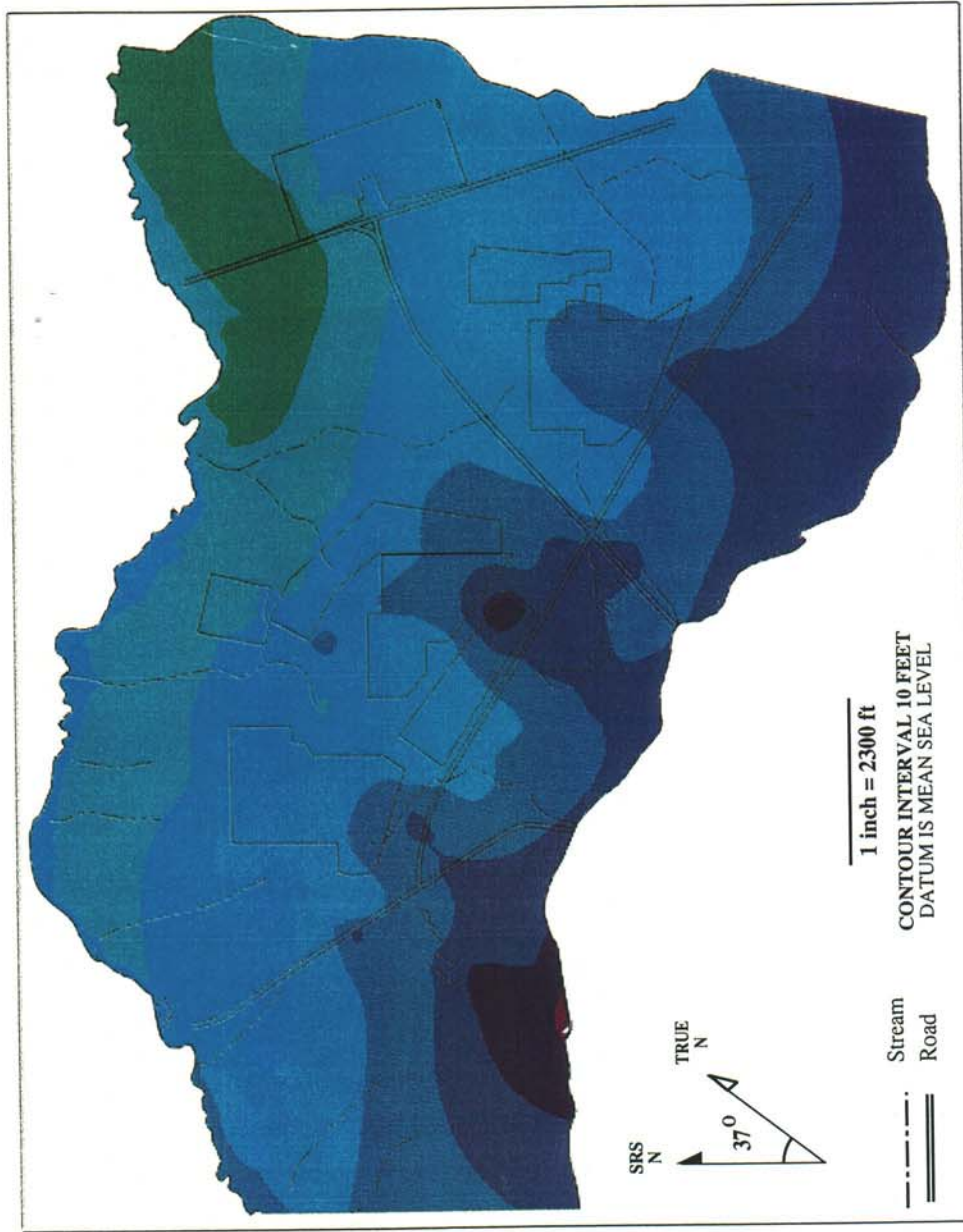 1 inch = 2300 ft
CONTOUR INTERVAL 10 FEET
DATUM IS MEAN SEA LEVEL
SRS
N
TRUE
N
37°
Stream
Road